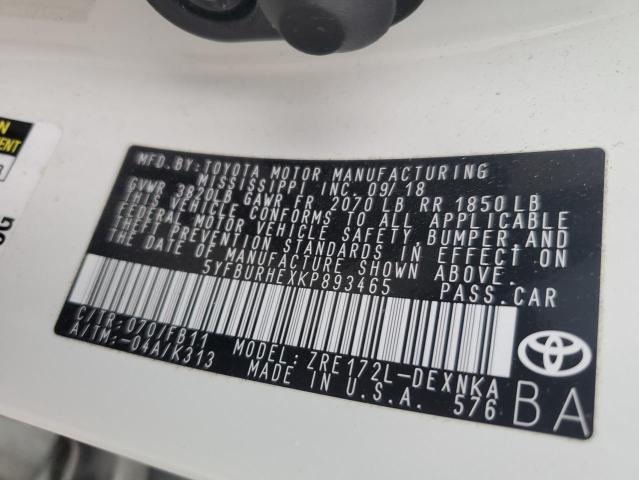 MFD.BY:TOYOTA MOTOR MANUFACTURING
MISSISSIPPI INC 09/18
GVWR 3820LB GAWR FR 2070 LB RR 1850 LB
THIS VEHICLE CONFORMS TO ALL APPLICABLE
FEDERAL MOTOR VEHICLE SAFETY,BUMPER,AND
THEFT PREVENTION STANDARDS IN EFFECT ON
THE DATE OF MANUFACTURE SHOWN ABOVE.
5YFBURHEXKP893465 PASS.CAR
C/TR:070/FB11
A/TM:-04A/K313
MODEL:ZRE172L-DEXNKA
MADE IN U.S.A. 576
BA